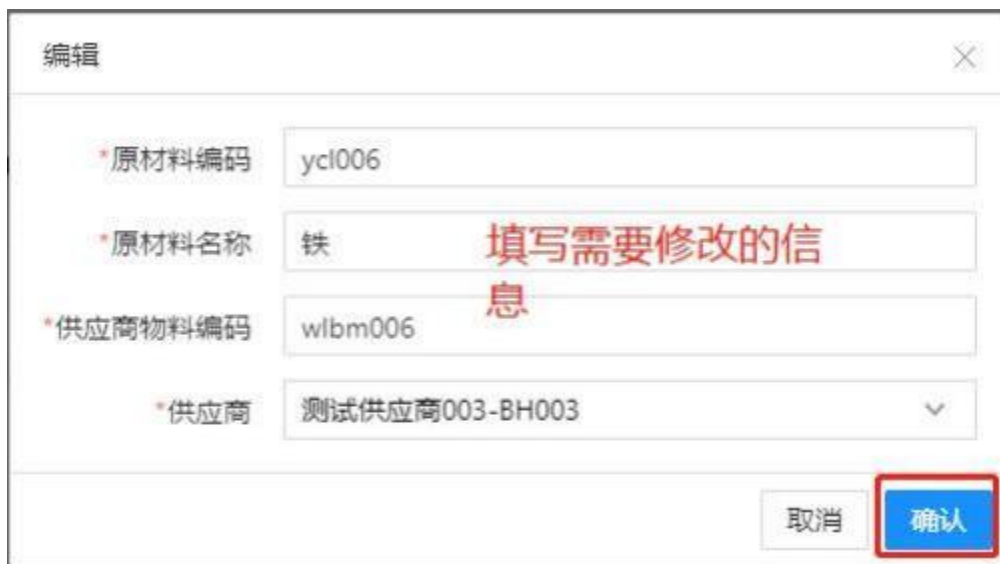 编辑
*原材料编码 ycl006
*原材料名称 铁
填写需要修改的信
息
*供应商物料编码 wlbm006
*供应商 测试供应商003-BH003
取消 确认